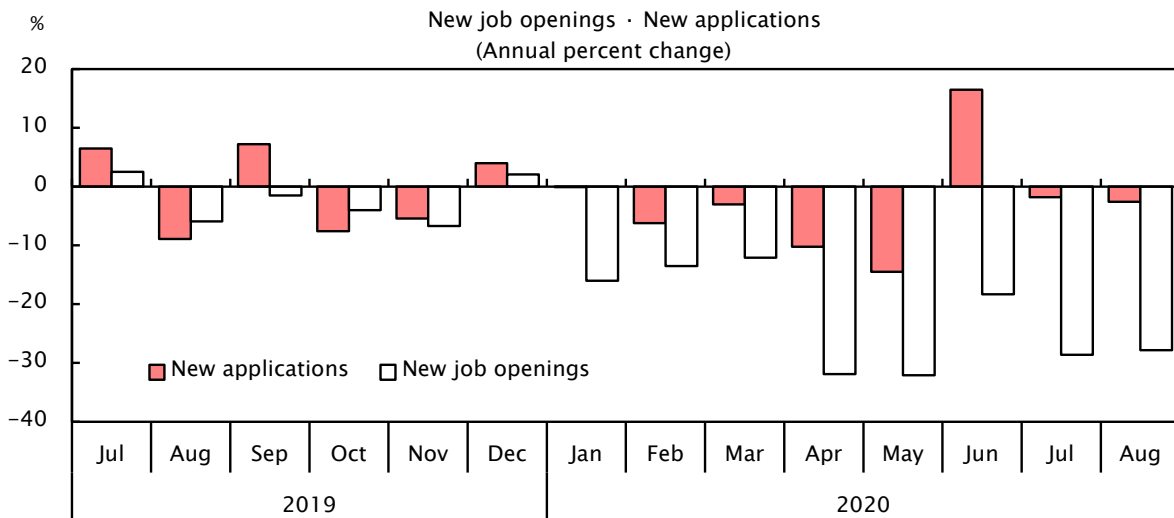 New job openings · New applications
(Annual percent change)
%
20
10
0
−10
−20
−30
−40
New applications New job openings
Jul Aug Sep Oct Nov Dec Jan Feb Mar Apr May Jun Jul Aug
2019 2020